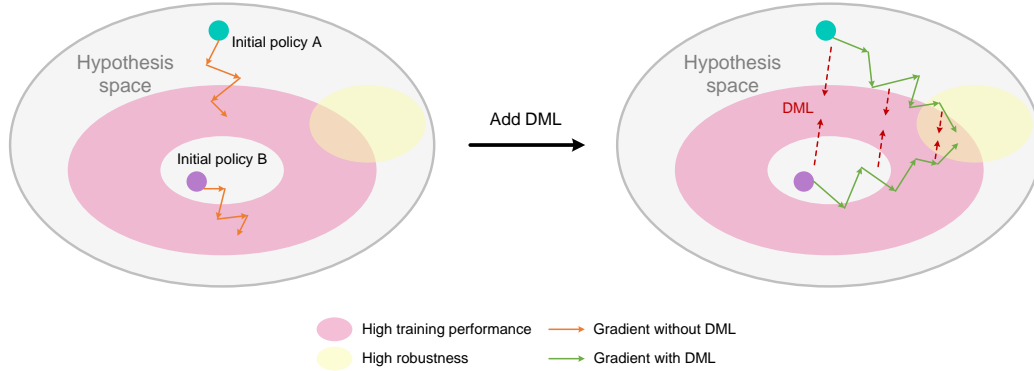 Initial policy A
Hypothesis
space
Initial policy B
Add DML
Hypothesis
space
DML
High training performance
Gradient without DML
High robustness
Gradient with DML